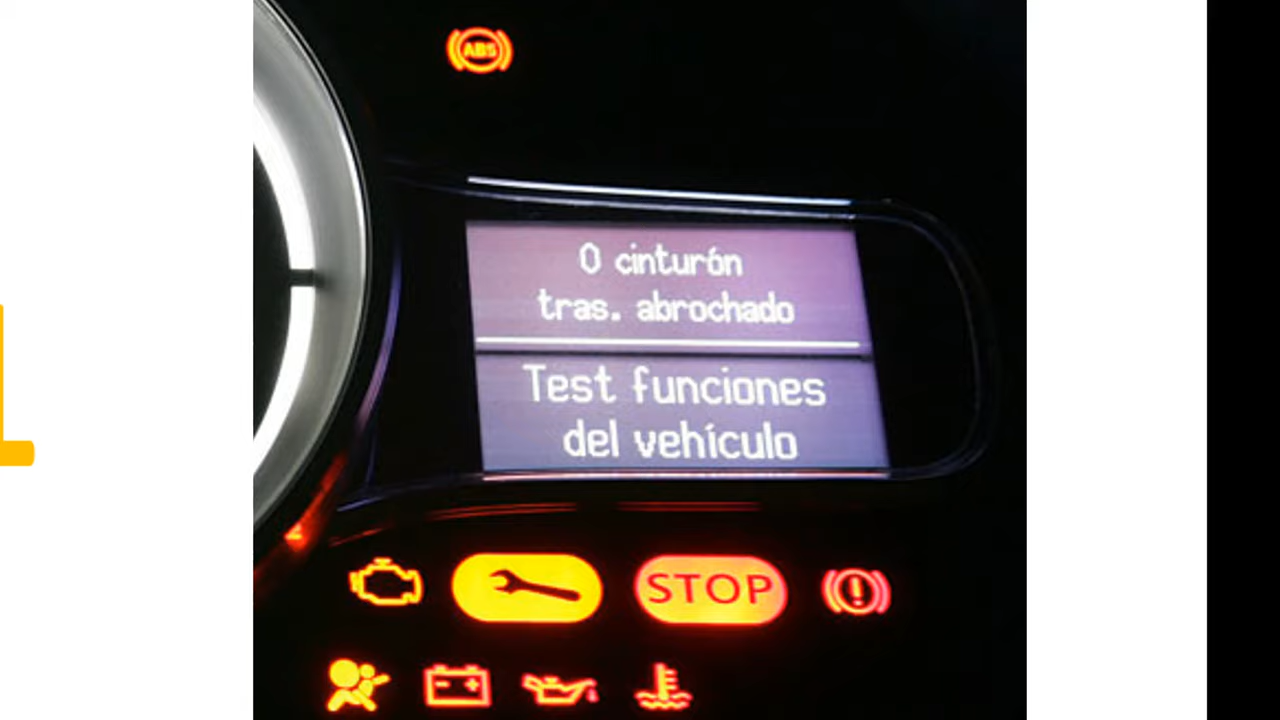 ABS
0 cinturón
tras. abrochado
Test funciones
del vehículo
STOP